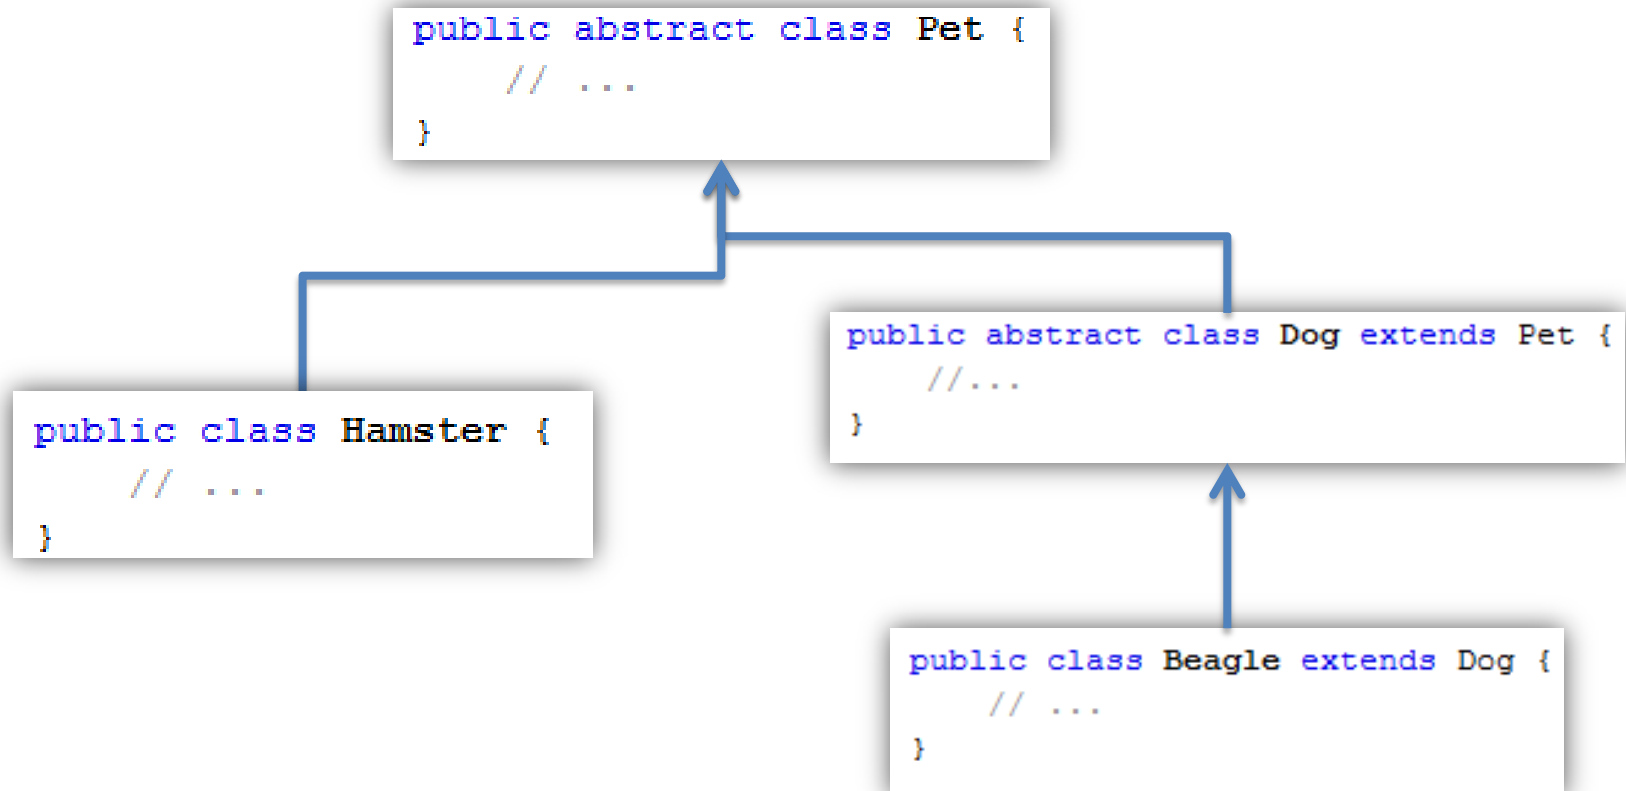 public abstract class Pet {
// ...
}
public abstract class Dog extends Pet {
//...
}
public class Hamster {
// ...
}
public class Beagle extends Dog {
// ...
}